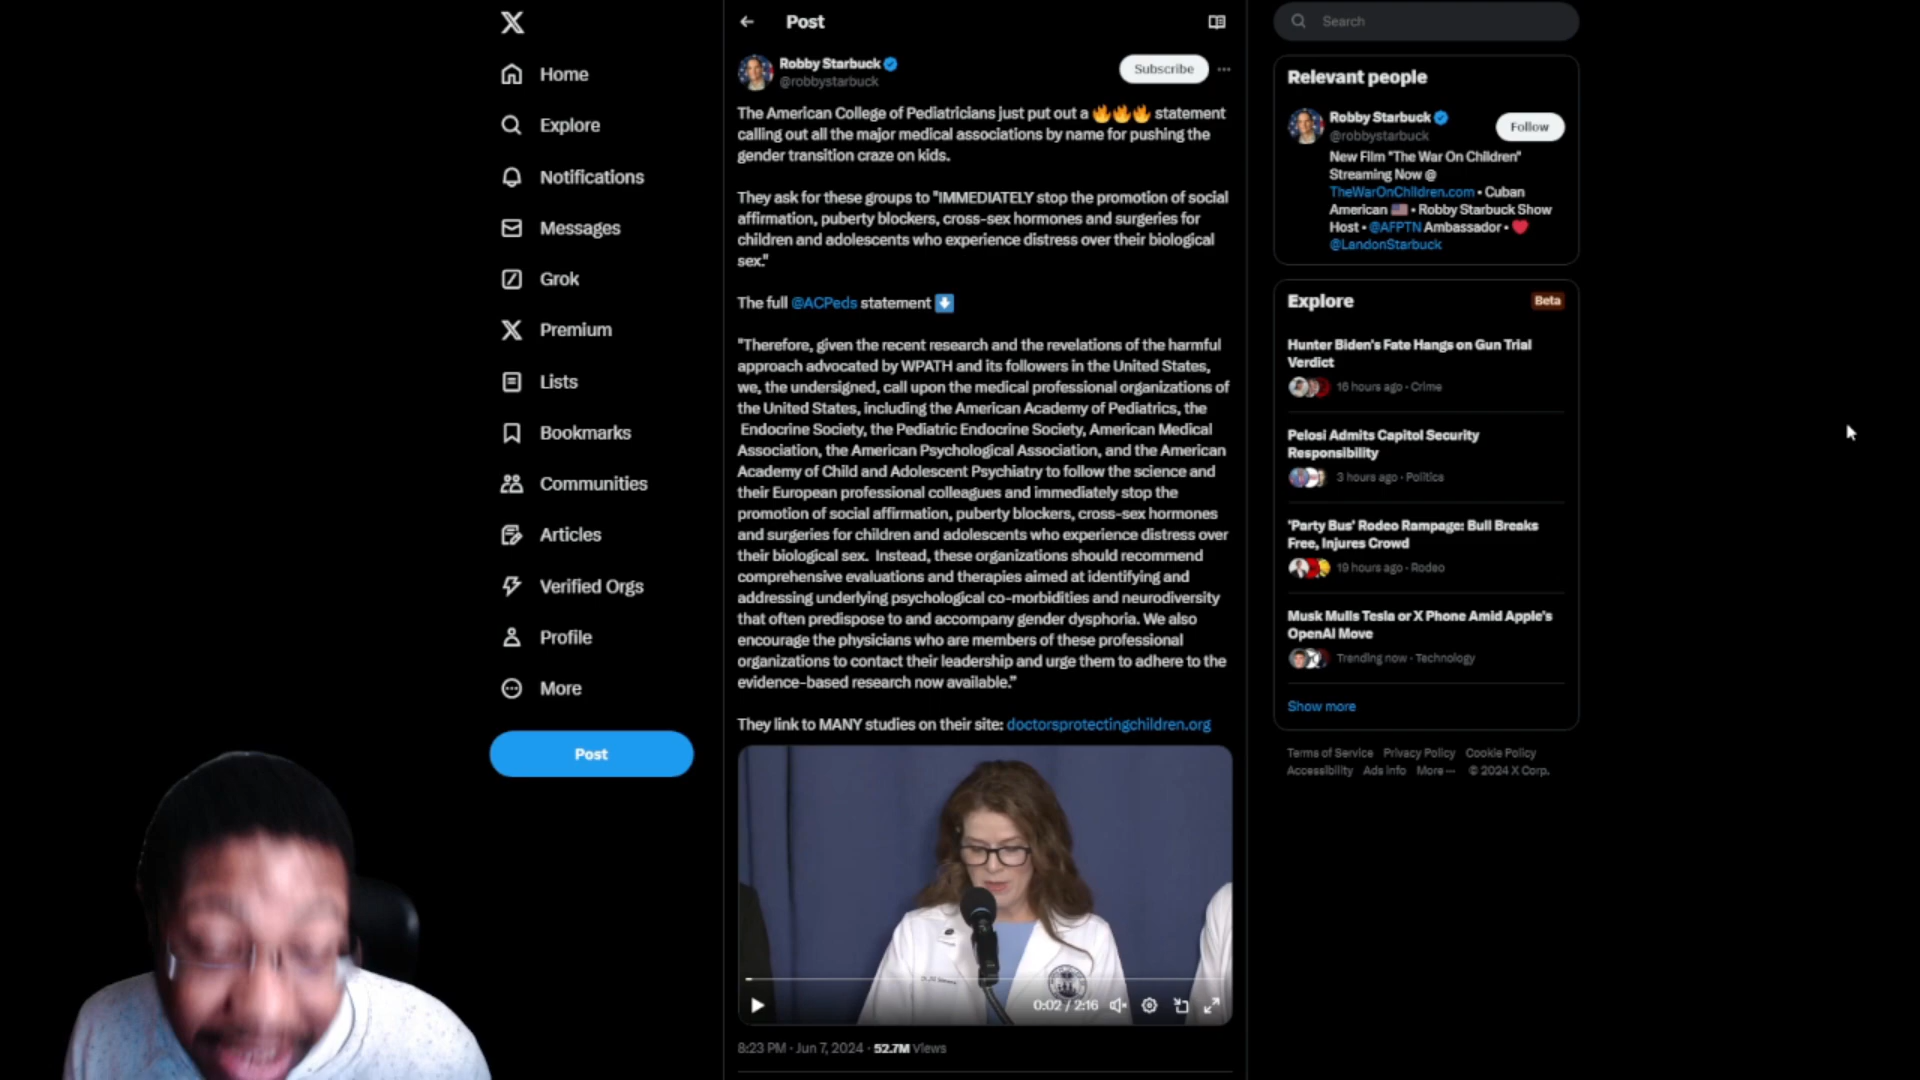 Home
Explore
Notifications
Messages
Grok
Premium
Lists
Bookmarks
Communities
Articles
Verified Orgs
Profile
More
Post
Post
Robby Starbuck
@robbystarbuck
Subscribe
The American College of Pediatricians just put out a 🔥🔥🔥 statement
calling out all the major medical associations by name for pushing the
gender transition craze on kids.
They ask for these groups to "IMMEDIATELY stop the promotion of social
affirmation, puberty blockers, cross-sex hormones and surgeries for
children and adolescents who experience distress over their biological
sex."
The full @ACPeds statement ⬇️
"Therefore, given the recent research and the revelations of the harmful
approach advocated by WPATH and its followers in the United States,
we, the undersigned, call upon the medical professional organizations of
the United States, including the American Academy of Pediatrics, the
Endocrine Society, the Pediatric Endocrine Society, American Medical
Association, the American Psychological Association, and the American
Academy of Child and Adolescent Psychiatry to follow the science and
their European professional colleagues and immediately stop the
promotion of social affirmation, puberty blockers, cross-sex hormones
and surgeries for children and adolescents who experience distress over
their biological sex. Instead, these organizations should recommend
comprehensive evaluations and therapies aimed at identifying and
addressing underlying psychological co-morbidities and neurodiversity
that often predispose to and accompany gender dysphoria. We also
encourage the physicians who are members of these professional
organizations to contact their leadership and urge them to adhere to the
evidence-based research now available."
They link to MANY studies on their site: doctorsprotectingchildren.org
0:02 / 2:16
8:23 PM · Jun 7, 2024 · 52.7M Views
Search
Relevant people
Robby Starbuck
@robbystarbuck
Follow
New Film "The War On Children"
Streaming Now @
TheWarOnChildren.com • Cuban
American 🇺🇸 • Robby Starbuck Show
Host • @AFPTN Ambassador • ❤️
@LandonStarbuck
Explore
Beta
Hunter Biden's Fate Hangs on Gun Trial
Verdict
16 hours ago · Crime
Pelosi Admits Capitol Security
Responsibility
3 hours ago · Politics
'Party Bus' Rodeo Rampage: Bull Breaks
Free, Injures Crowd
19 hours ago · Rodeo
Musk Mulls Tesla or X Phone Amid Apple's
OpenAI Move
Trending now · Technology
Show more
Terms of Service Privacy Policy Cookie Policy
Accessibility Ads info More ··· © 2024 X Corp.